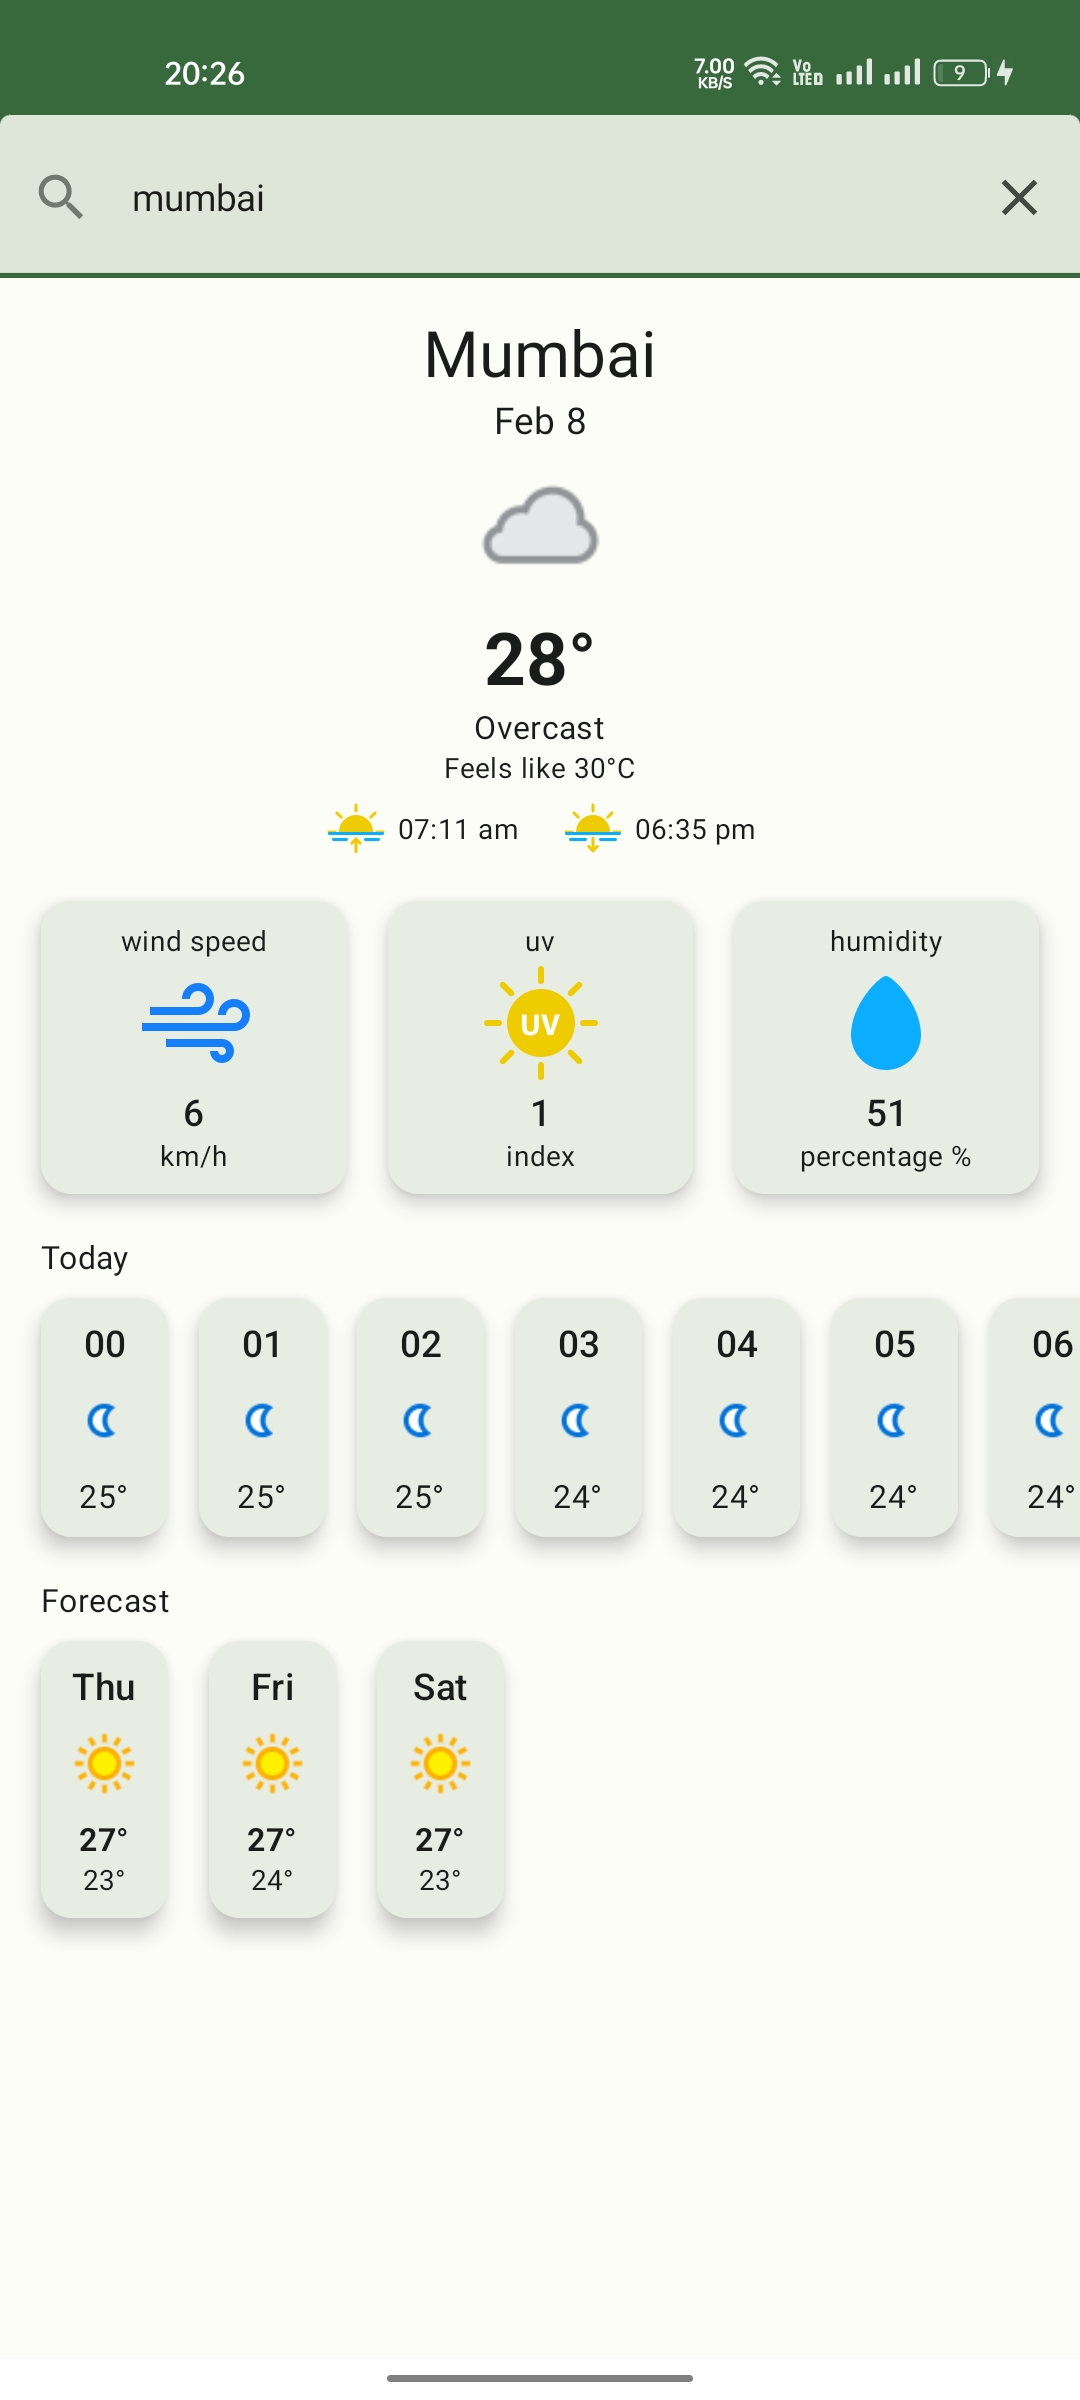 20:26 7.00 KB/S Vo LTE 9
mumbai
Mumbai
Feb 8
28°
Overcast
Feels like 30°C
07:11 am 06:35 pm
wind speed uv humidity
UV
6 1 51
km/h index percentage %
Today
00 01 02 03 04 05 06
25° 25° 25° 24° 24° 24° 24°
Forecast
Thu Fri Sat
27° 27° 27°
23° 24° 23°